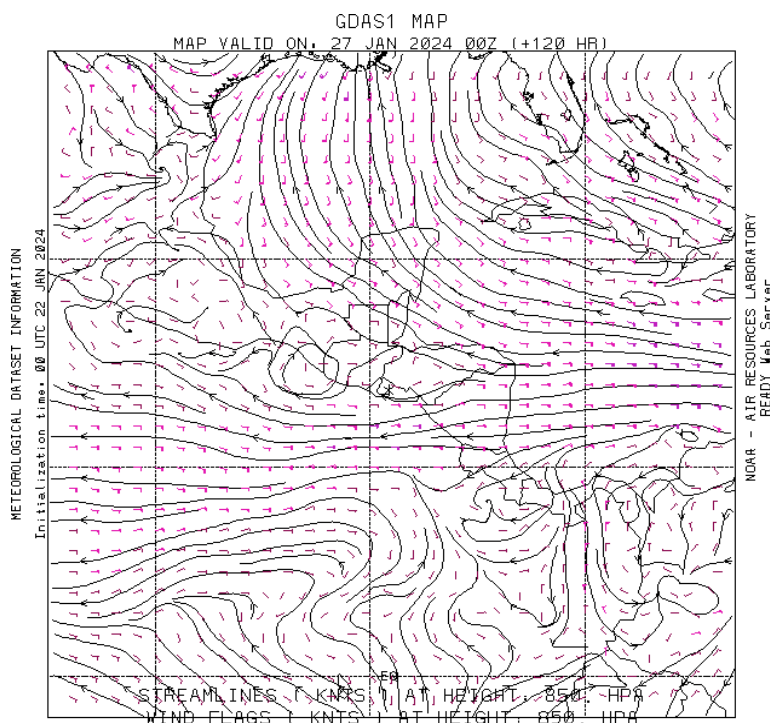 GDAS1 MAP
MAP VALID ON: 27 JAN 2024 00Z (+120 HR)
METEOROLOGICAL DATASET INFORMATION
Initialization time: 00 UTC 22 JAN 2024
NOAA - AIR RESOURCES LABORATORY
READY Web Server
EQ
STREAMLINES ( KNTS ) AT HEIGHT: 850. HPA
WIND FLAGS ( KNTS ) AT HEIGHT: 850. HPA